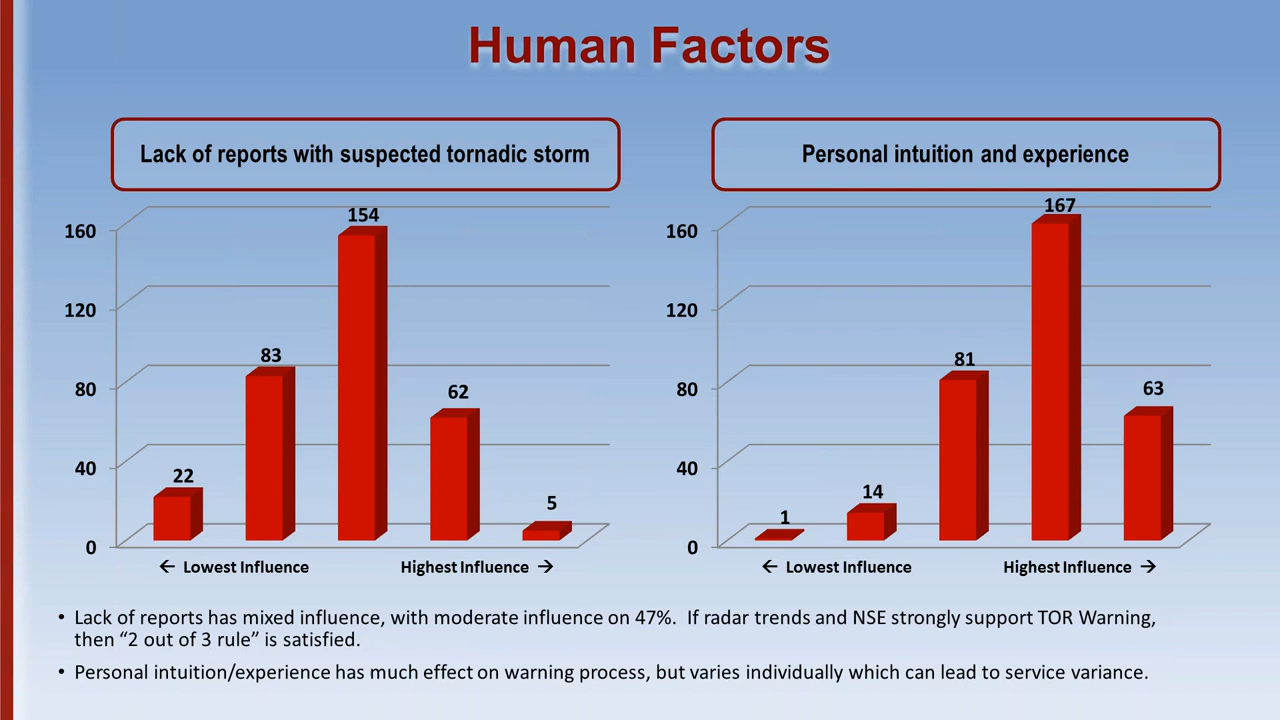 Human Factors
Lack of reports with suspected tornadic storm
160
120
80
40
0
22
83
154
62
5
← Lowest Influence
Highest Influence →
Personal intuition and experience
160
120
80
40
0
1
14
81
167
63
← Lowest Influence
Highest Influence →
• Lack of reports has mixed influence, with moderate influence on 47%.  If radar trends and NSE strongly support TOR Warning,
then “2 out of 3 rule” is satisfied.
• Personal intuition/experience has much effect on warning process, but varies individually which can lead to service variance.